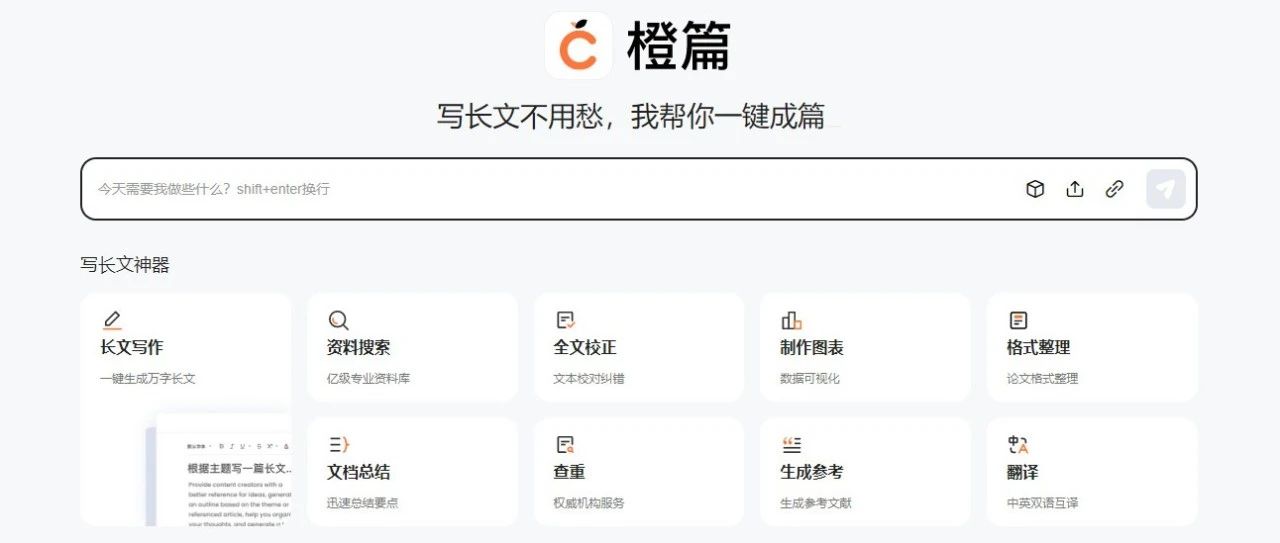 橙篇
写长文不用愁，我帮你一键成篇
今天需要我做些什么？shift+enter换行
写长文神器
长文写作
一键生成万字长文
资料搜索
亿级专业资料库
全文校正
文本校对纠错
制作图表
数据可视化
格式整理
论文格式整理
B I U S
根据主题写一篇长文...
Provide content creators with a
better reference for ideas, generat
an outline based on the theme or
referenced article, help you organ
your thoughts, and generate
文档总结
迅速总结要点
查重
权威机构服务
生成参考
生成参考文献
翻译
中英双语互译